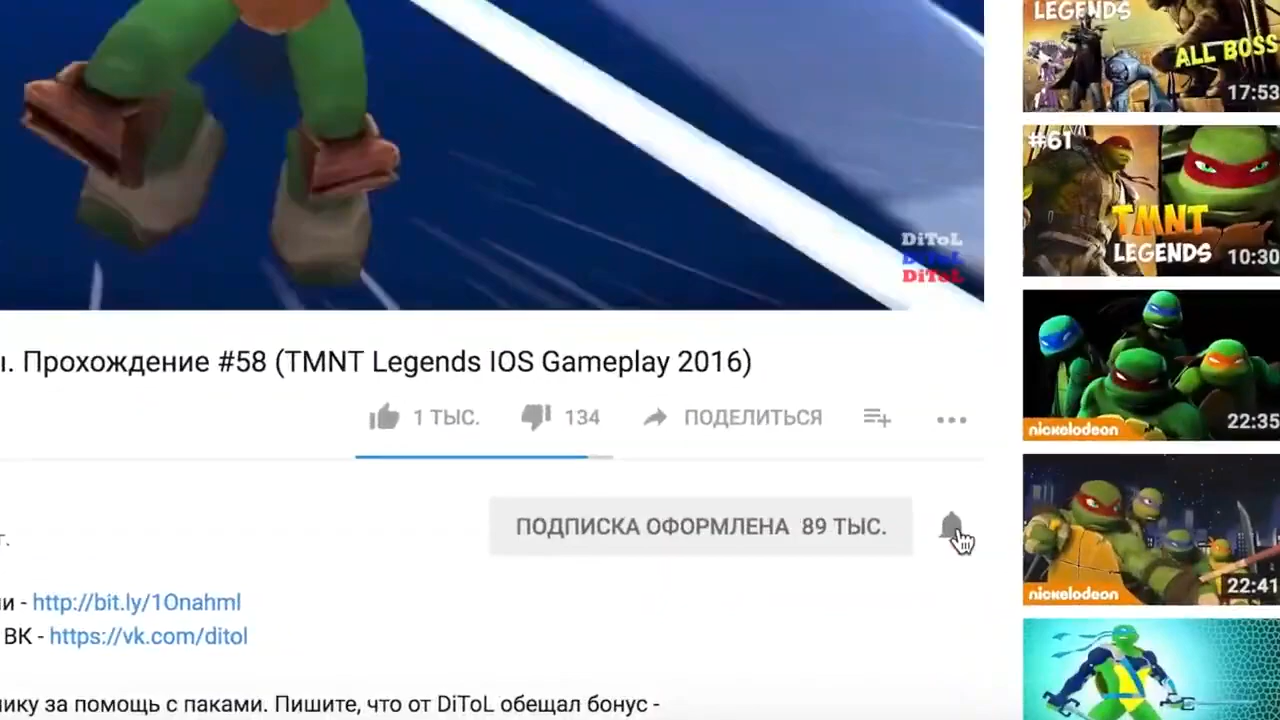 LEGENDS
ALL BOSS
17:53
#61
TMNT
LEGENDS
10:30
DiToL
DiToL
DiToL
ы. Прохождение #58 (TMNT Legends IOS Gameplay 2016)
1 ТЫС. 134 ПОДЕЛИТЬСЯ
nickelodeon
22:35
ПОДПИСКА ОФОРМЛЕНА 89 ТЫС.
г.
nickelodeon
22:41
ли - http://bit.ly/1Onahml
ВК - https://vk.com/ditol
нику за помощь с паками. Пишите, что от DiToL обещал бонус -